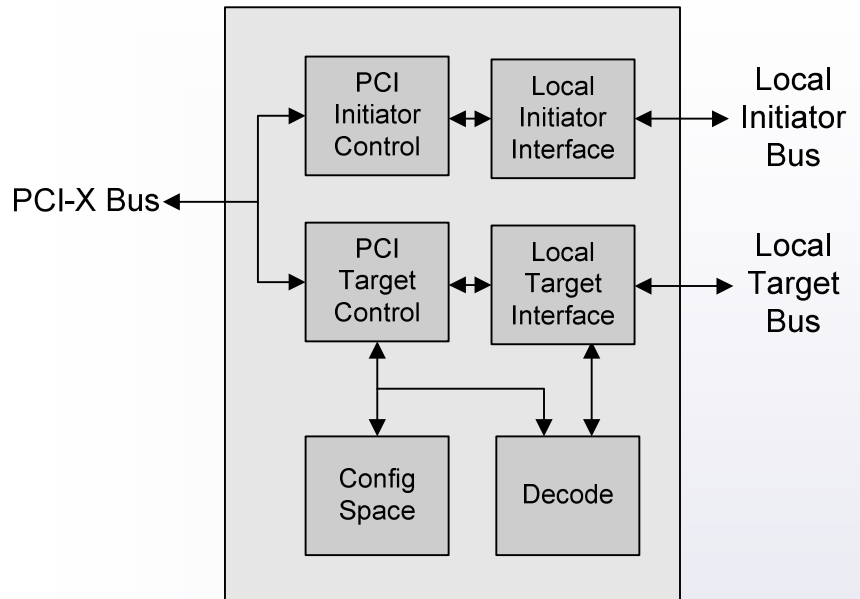 PCI
Initiator
Control
Local
Initiator
Interface
Local
Initiator
Bus
PCI-X Bus
PCI
Target
Control
Local
Target
Interface
Local
Target
Bus
Config
Space
Decode